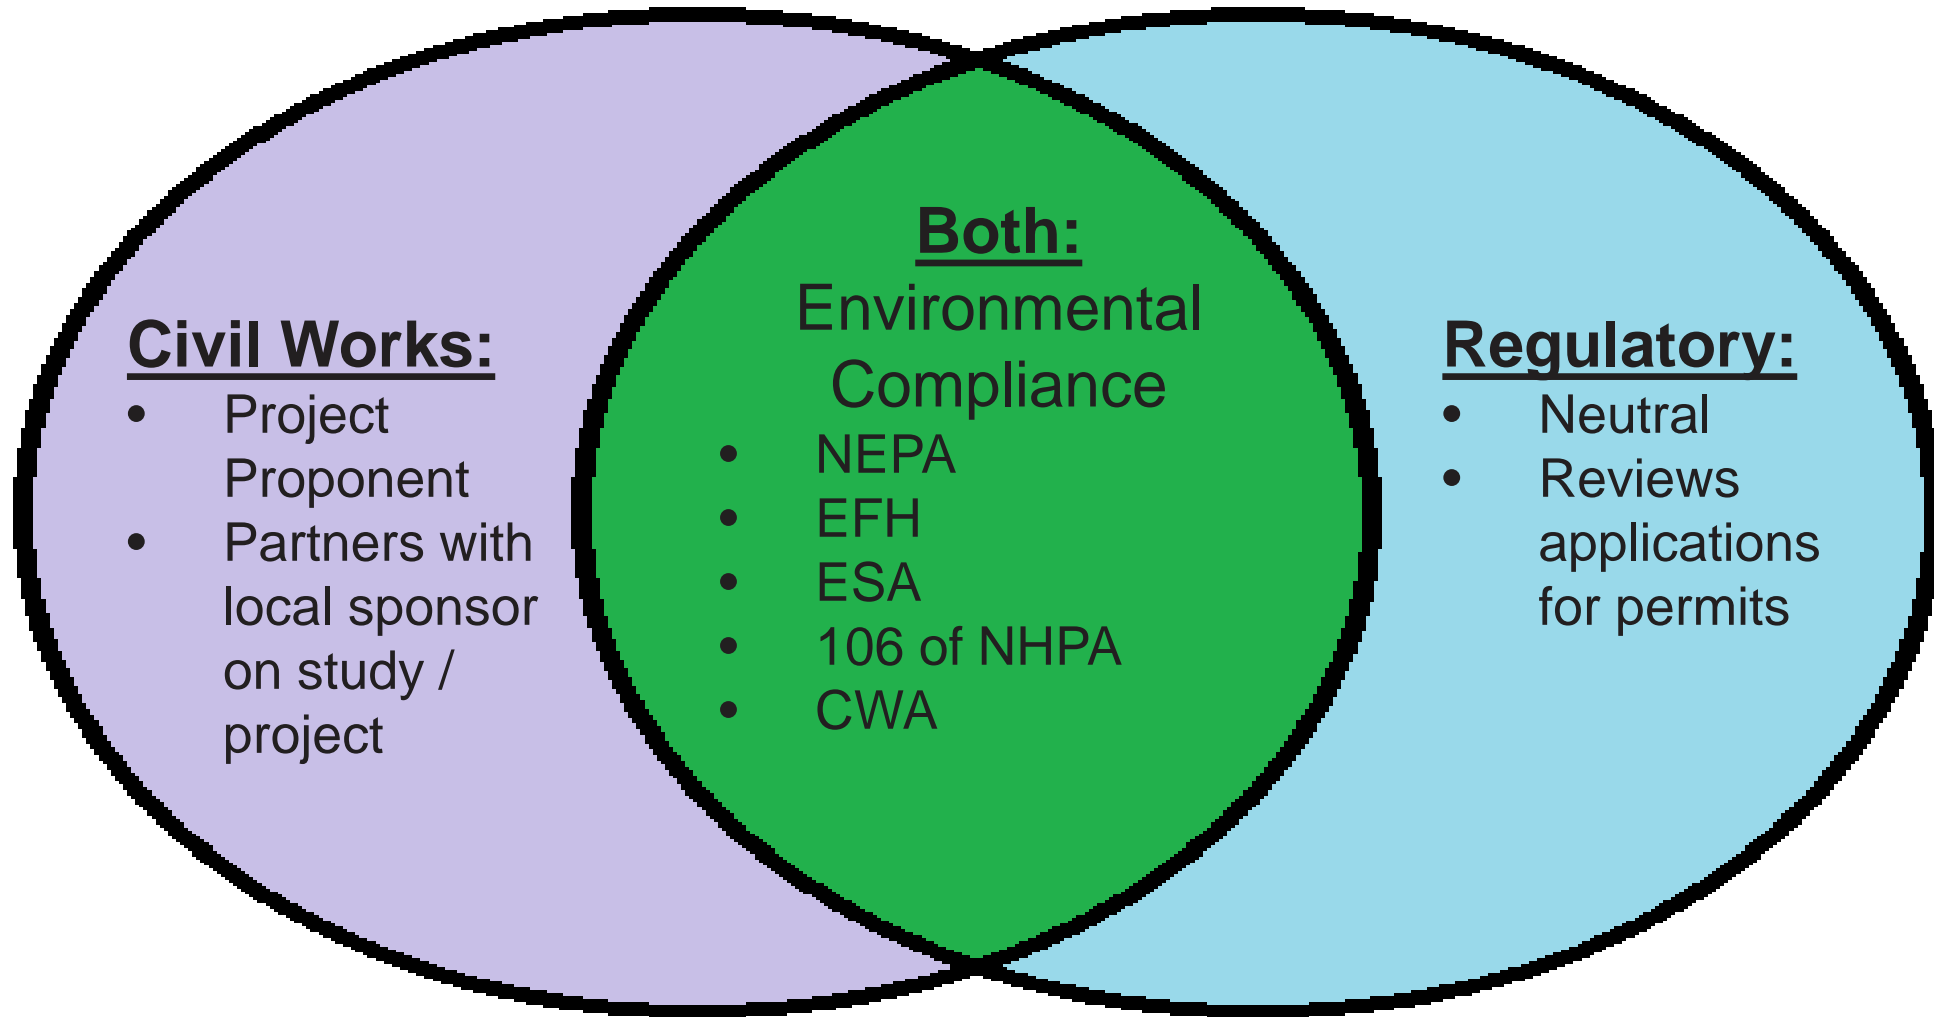 Civil Works:
• Project
Proponent
• Partners with
local sponsor
on study /
project
Both:
Environmental
Compliance
• NEPA
• EFH
• ESA
• 106 of NHPA
• CWA
Regulatory:
• Neutral
• Reviews
applications
for permits